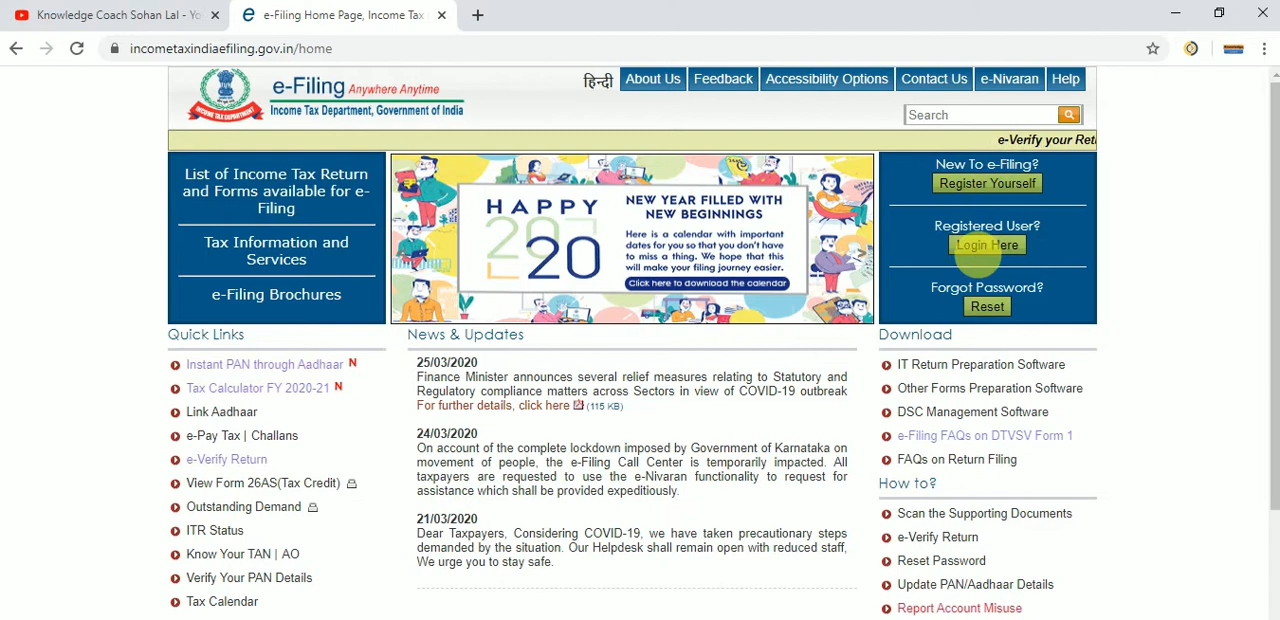 Knowledge Coach Sohan Lal - Yo
e-Filing Home Page, Income Tax
incometaxindiaefiling.gov.in/home
e-Filing Anywhere Anytime
Income Tax Department, Government of India
हिन्दी About Us Feedback Accessibility Options Contact Us e-Nivaran Help
Search
e-Verify your Ret
List of Income Tax Return
and Forms available for e-
Filing
Tax Information and
Services
e-Filing Brochures
HAPPY
2020
NEW YEAR FILLED WITH
NEW BEGINNINGS
Here is a calendar with important
dates for you so that you don't have
to miss a thing. We hope that this
will make your filing journey easier.
Click here to download the calendar
New To e-Filing?
Register Yourself
Registered User?
Login Here
Forgot Password?
Reset
Quick Links
Instant PAN through Aadhaar N
Tax Calculator FY 2020-21 N
Link Aadhaar
e-Pay Tax | Challans
e-Verify Return
View Form 26AS(Tax Credit)
Outstanding Demand
ITR Status
Know Your TAN | AO
Verify Your PAN Details
Tax Calendar
News & Updates
25/03/2020
Finance Minister announces several relief measures relating to Statutory and
Regulatory compliance matters across Sectors in view of COVID-19 outbreak
For further details, click here (115 KB)
24/03/2020
On account of the complete lockdown imposed by Government of Karnataka on
movement of people, the e-Filing Call Center is temporarily impacted. All
taxpayers are requested to use the e-Nivaran functionality to request for
assistance which shall be provided expeditiously.
21/03/2020
Dear Taxpayers, Considering COVID-19, we have taken precautionary steps
demanded by the situation. Our Helpdesk shall remain open with reduced staff,
We urge you to stay safe.
Download
IT Return Preparation Software
Other Forms Preparation Software
DSC Management Software
e-Filing FAQs on DTVSV Form 1
FAQs on Return Filing
How to?
Scan the Supporting Documents
e-Verify Return
Reset Password
Update PAN/Aadhaar Details
Report Account Misuse